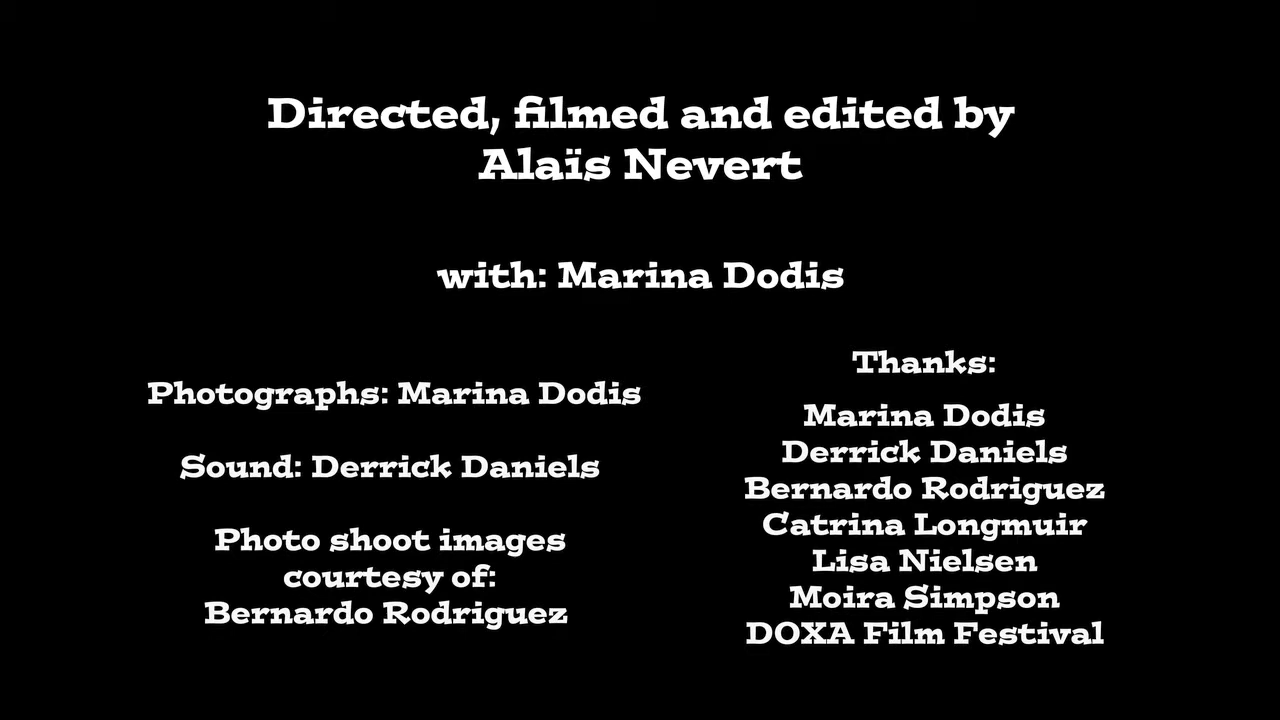 Directed, filmed and edited by
Alaïs Nevert
with: Marina Dodis
Photographs: Marina Dodis
Sound: Derrick Daniels
Photo shoot images
courtesy of:
Bernardo Rodriguez
Thanks:
Marina Dodis
Derrick Daniels
Bernardo Rodriguez
Catrina Longmuir
Lisa Nielsen
Moira Simpson
DOXA Film Festival